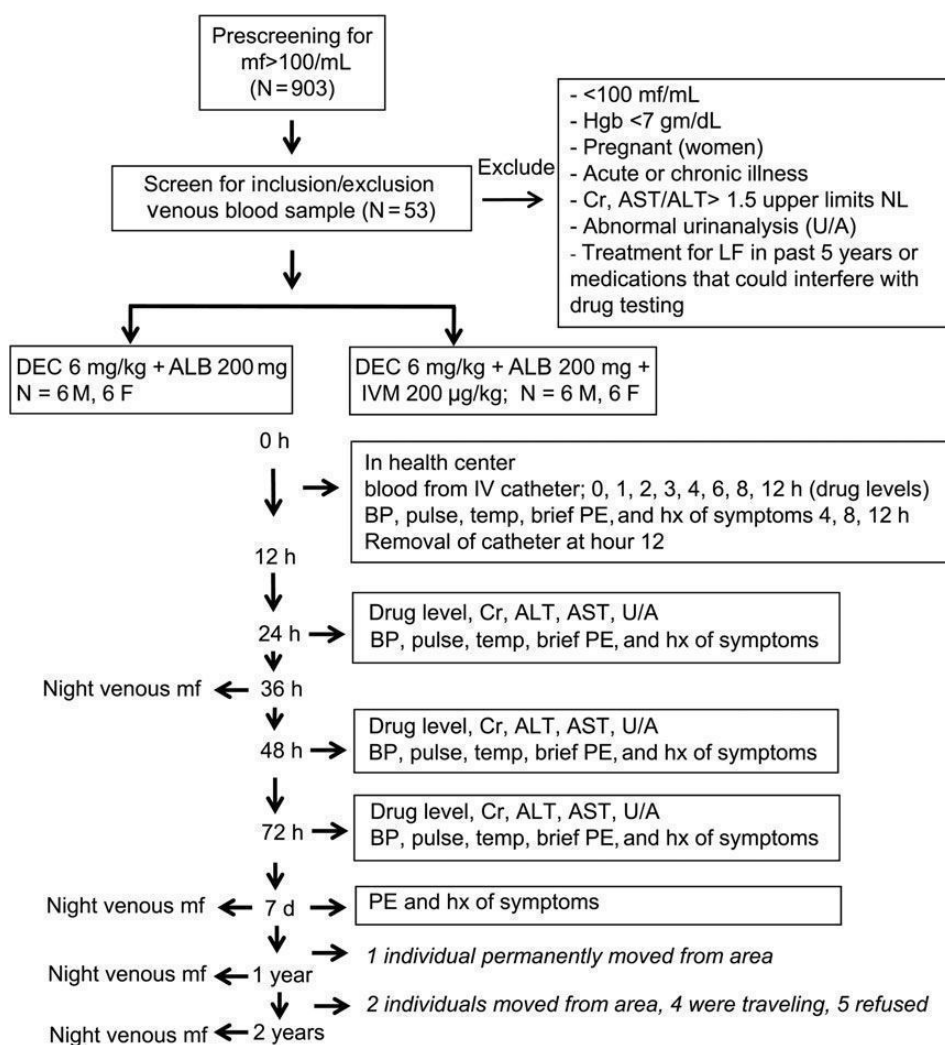 Prescreening for
mf>100/mL
(N = 903)
Screen for inclusion/exclusion
venous blood sample (N = 53)
Exclude
- <100 mf/mL
- Hgb <7 gm/dL
- Pregnant (women)
- Acute or chronic illness
- Cr, AST/ALT> 1.5 upper limits NL
- Abnormal urinanalysis (U/A)
- Treatment for LF in past 5 years or
medications that could interfere with
drug testing
DEC 6 mg/kg + ALB 200 mg
N = 6 M, 6 F
DEC 6 mg/kg + ALB 200 mg +
IVM 200 µg/kg; N = 6 M, 6 F
0 h
In health center
blood from IV catheter; 0, 1, 2, 3, 4, 6, 8, 12 h (drug levels)
BP, pulse, temp, brief PE, and hx of symptoms 4, 8, 12 h
Removal of catheter at hour 12
12 h
24 h
Drug level, Cr, ALT, AST, U/A
BP, pulse, temp, brief PE, and hx of symptoms
Night venous mf
36 h
48 h
Drug level, Cr, ALT, AST, U/A
BP, pulse, temp, brief PE, and hx of symptoms
72 h
Drug level, Cr, ALT, AST, U/A
BP, pulse, temp, brief PE, and hx of symptoms
Night venous mf
7 d
PE and hx of symptoms
1 individual permanently moved from area
Night venous mf
1 year
2 individuals moved from area, 4 were traveling, 5 refused
Night venous mf
2 years